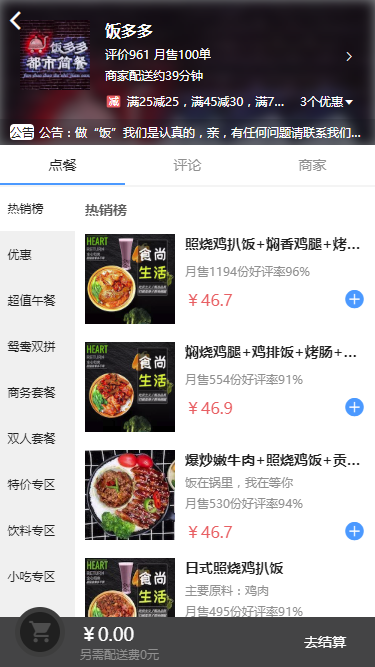 饭多多
评价961 月售100单
商家配送约39分钟
减 满25减25，满45减30，满7... 3个优惠
公告 公告：做“饭”我们是认真的，亲，有任何问题请联系我们...
饭多多
都市简餐
点餐 评论 商家
热销榜
优惠
超值午餐
鸳鸯双拼
商务套餐
双人套餐
特价专区
饮料专区
小吃专区
热销榜
HEART
食尚
生活
照烧鸡扒饭+焖香鸡腿+烤...
月售1194份好评率96%
￥46.7
HEART
食尚
生活
焖烧鸡腿+鸡排饭+烤肠+...
月售554份好评率91%
￥46.9
爆炒嫩牛肉+照烧鸡饭+贡...
饭在锅里，我在等你
月售530份好评率94%
￥46.7
HEART
食尚
生活
日式照烧鸡扒饭
主要原料：鸡肉
月售495份好评率91%
￥0.00
另需配送费0元
去结算